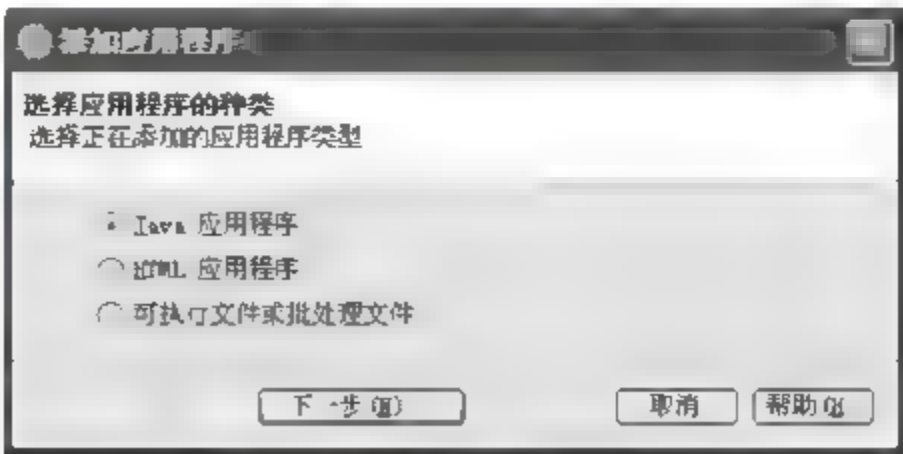 添加应用程序
选择应用程序的种类
选择正在添加的应用程序类型
Java 应用程序
HTML 应用程序
可执行文件或批处理文件
下一步(N)
取消
帮助